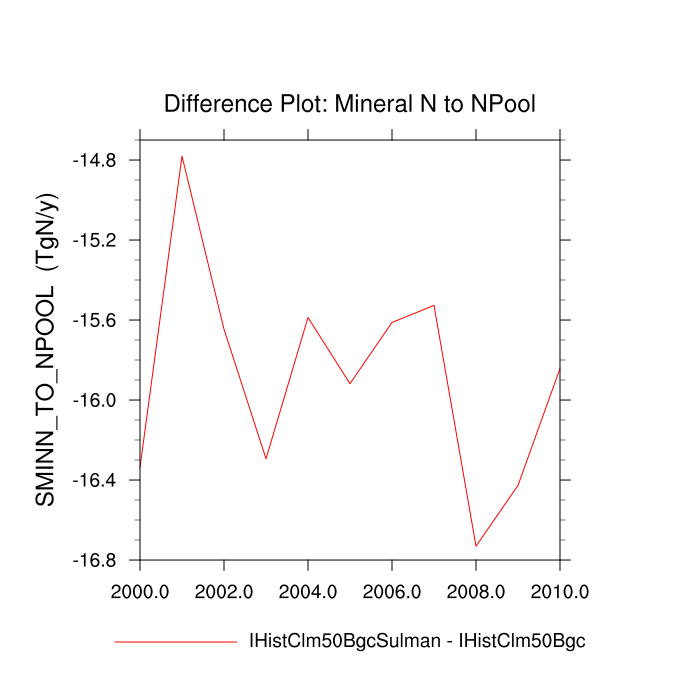 Difference Plot: Mineral N to NPool
SMINN_TO_NPOOL (TgN/y)
-14.8
-15.2
-15.6
-16.0
-16.4
-16.8
2000.0 2002.0 2004.0 2006.0 2008.0 2010.0
IHistClm50BgcSulman - IHistClm50Bgc